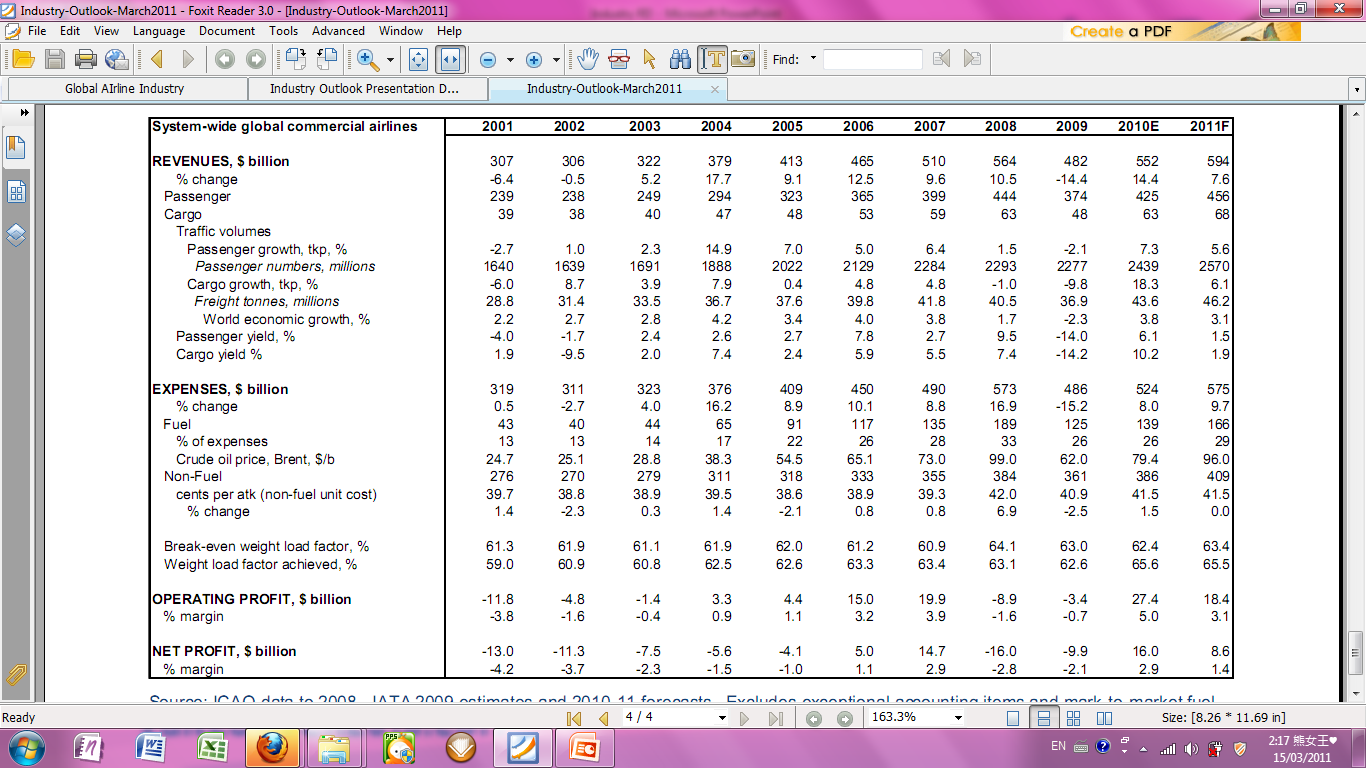 Industry-Outlook-March2011 - Foxit Reader 3.0 - [Industry-Outlook-March2011]
File Edit View Language Document Tools Advanced Window Help
Create a PDF
Find:
Global AIrline Industry Industry Outlook Presentation D... Industry-Outlook-March2011
System-wide global commercial airlines 2001 2002 2003 2004 2005 2006 2007 2008 2009 2010E 2011F
REVENUES, $ billion 307 306 322 379 413 465 510 564 482 552 594
% change -6.4 -0.5 5.2 17.7 9.1 12.5 9.6 10.5 -14.4 14.4 7.6
Passenger 239 238 249 294 323 365 399 444 374 425 456
Cargo 39 38 40 47 48 53 59 63 48 63 68
Traffic volumes
Passenger growth, tkp, % -2.7 1.0 2.3 14.9 7.0 5.0 6.4 1.5 -2.1 7.3 5.6
Passenger numbers, millions 1640 1639 1691 1888 2022 2129 2284 2293 2277 2439 2570
Cargo growth, tkp, % -6.0 8.7 3.9 7.9 0.4 4.8 4.8 -1.0 -9.8 18.3 6.1
Freight tonnes, millions 28.8 31.4 33.5 36.7 37.6 39.8 41.8 40.5 36.9 43.6 46.2
World economic growth, % 2.2 2.7 2.8 4.2 3.4 4.0 3.8 1.7 -2.3 3.8 3.1
Passenger yield, % -4.0 -1.7 2.4 2.6 2.7 7.8 2.7 9.5 -14.0 6.1 1.5
Cargo yield % 1.9 -9.5 2.0 7.4 2.4 5.9 5.5 7.4 -14.2 10.2 1.9
EXPENSES, $ billion 319 311 323 376 409 450 490 573 486 524 575
% change 0.5 -2.7 4.0 16.2 8.9 10.1 8.8 16.9 -15.2 8.0 9.7
Fuel 43 40 44 65 91 117 135 189 125 139 166
% of expenses 13 13 14 17 22 26 28 33 26 26 29
Crude oil price, Brent, $/b 24.7 25.1 28.8 38.3 54.5 65.1 73.0 99.0 62.0 79.4 96.0
Non-Fuel 276 270 279 311 318 333 355 384 361 386 409
cents per atk (non-fuel unit cost) 39.7 38.8 38.9 39.5 38.6 38.9 39.3 42.0 40.9 41.5 41.5
% change 1.4 -2.3 0.3 1.4 -2.1 0.8 0.8 6.9 -2.5 1.5 0.0
Break-even weight load factor, % 61.3 61.9 61.1 61.9 62.0 61.2 60.9 64.1 63.0 62.4 63.4
Weight load factor achieved, % 59.0 60.9 60.8 62.5 62.6 63.3 63.4 63.1 62.6 65.6 65.5
OPERATING PROFIT, $ billion -11.8 -4.8 -1.4 3.3 4.4 15.0 19.9 -8.9 -3.4 27.4 18.4
% margin -3.8 -1.6 -0.4 0.9 1.1 3.2 3.9 -1.6 -0.7 5.0 3.1
NET PROFIT, $ billion -13.0 -11.3 -7.5 -5.6 -4.1 5.0 14.7 -16.0 -9.9 16.0 8.6
% margin -4.2 -3.7 -2.3 -1.5 -1.0 1.1 2.9 -2.8 -2.1 2.9 1.4
Source: ICAO data to 2008. IATA 2009 estimates and 2010-11 forecasts. Excludes exceptional accounting items and mark-to-market fuel
Ready 4 / 4 163.3% Size: [8.26 * 11.69 in]
EN 2:17 熊女王♥
15/03/2011